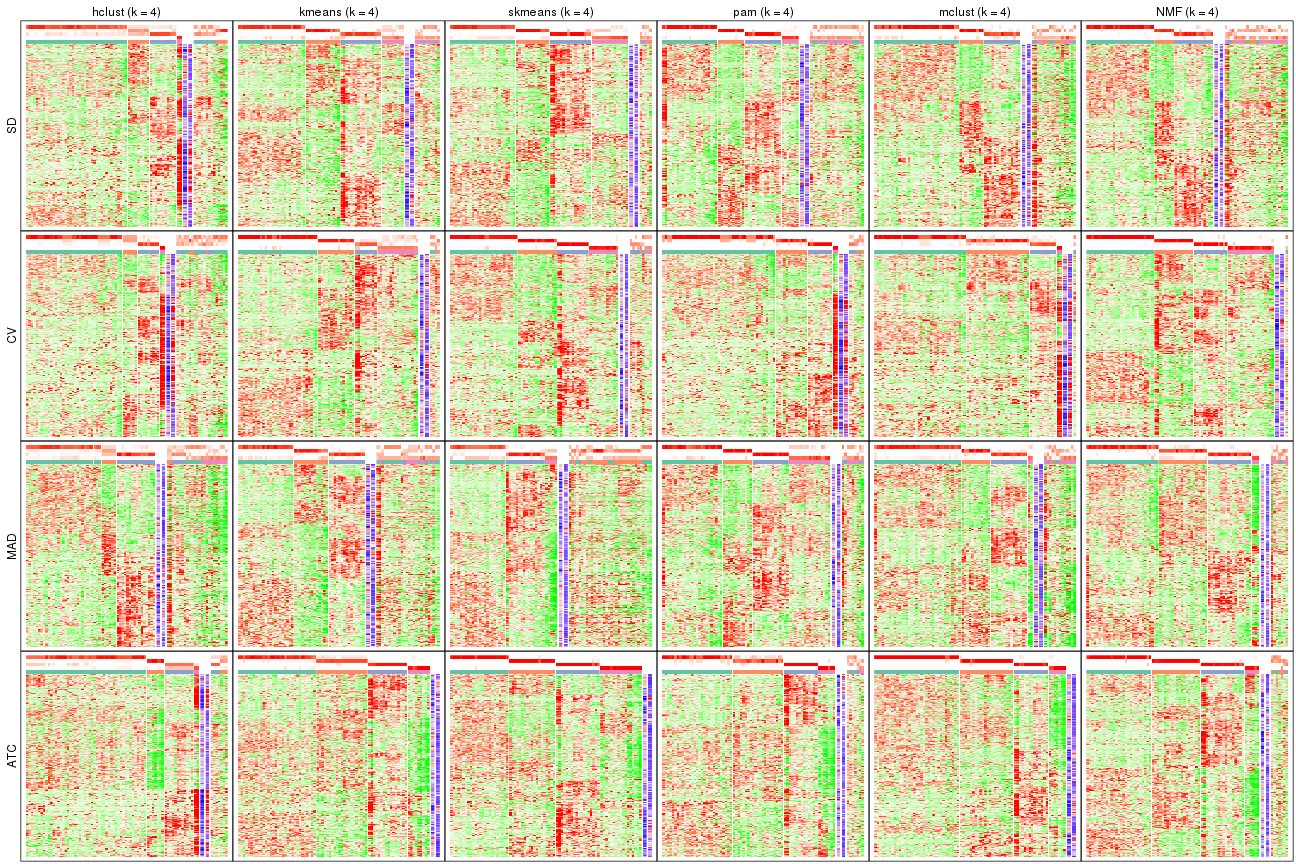 hclust (k = 4)
kmeans (k = 4)
skmeans (k = 4)
pam (k = 4)
mclust (k = 4)
NMF (k = 4)
SD
CV
MAD
ATC